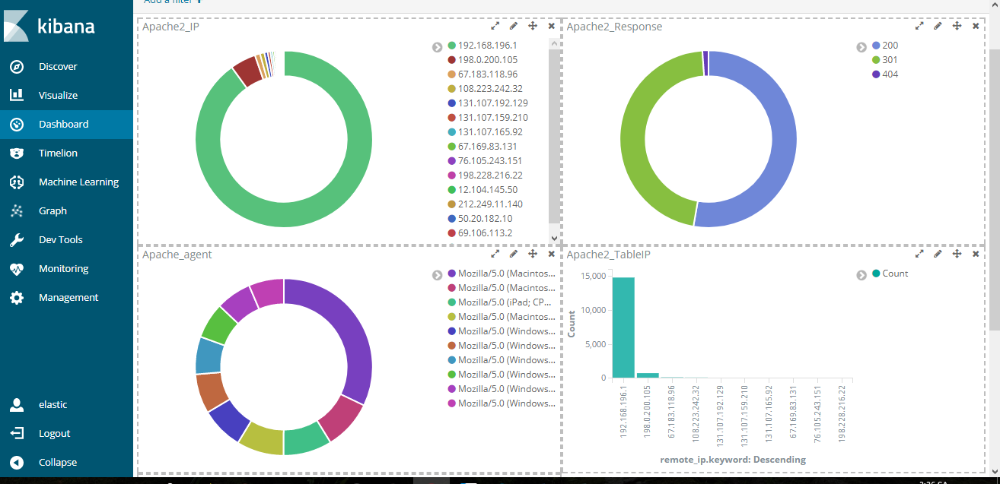 Add a filter +
kibana
Discover
Visualize
Dashboard
Timelion
Machine Learning
Graph
Dev Tools
Monitoring
Management
elastic
Logout
Collapse
Apache2_IP
192.168.196.1
198.0.200.105
67.183.118.96
108.223.242.32
131.107.192.129
131.107.159.210
131.107.165.92
67.169.83.131
76.105.243.151
198.228.216.22
12.104.145.50
212.249.11.140
50.20.182.10
69.106.113.2
Apache2_Response
200
301
404
Apache_agent
Mozilla/5.0 (Macintos...
Mozilla/5.0 (Macintos...
Mozilla/5.0 (iPad; CP...
Mozilla/5.0 (Macintos...
Mozilla/5.0 (Windows...
Mozilla/5.0 (Windows...
Mozilla/5.0 (Windows...
Mozilla/5.0 (Windows...
Mozilla/5.0 (Windows...
Mozilla/5.0 (Windows...
Apache2_TableIP
Count
15,000
10,000
5,000
0
Count
192.168.196.1
198.0.200.105
67.183.118.96
108.223.242.32
131.107.192.129
131.107.159.210
131.107.165.92
67.169.83.131
76.105.243.151
198.228.216.22
remote_ip.keyword: Descending